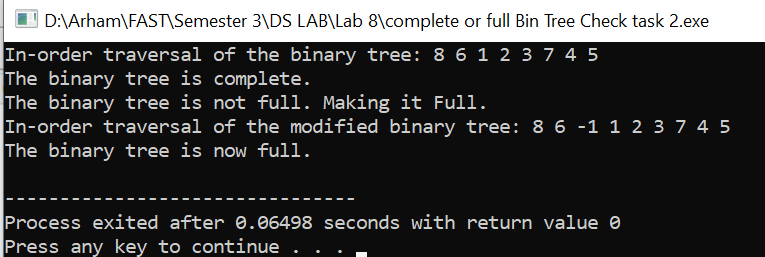 D:\Arham\FAST\Semester 3\DS LAB\Lab 8\complete or full Bin Tree Check task 2.exe
In-order traversal of the binary tree: 8 6 1 2 3 7 4 5
The binary tree is complete.
The binary tree is not full. Making it Full.
In-order traversal of the modified binary tree: 8 6 -1 1 2 3 7 4 5
The binary tree is now full.
--------------------------------
Process exited after 0.06498 seconds with return value 0
Press any key to continue . . .